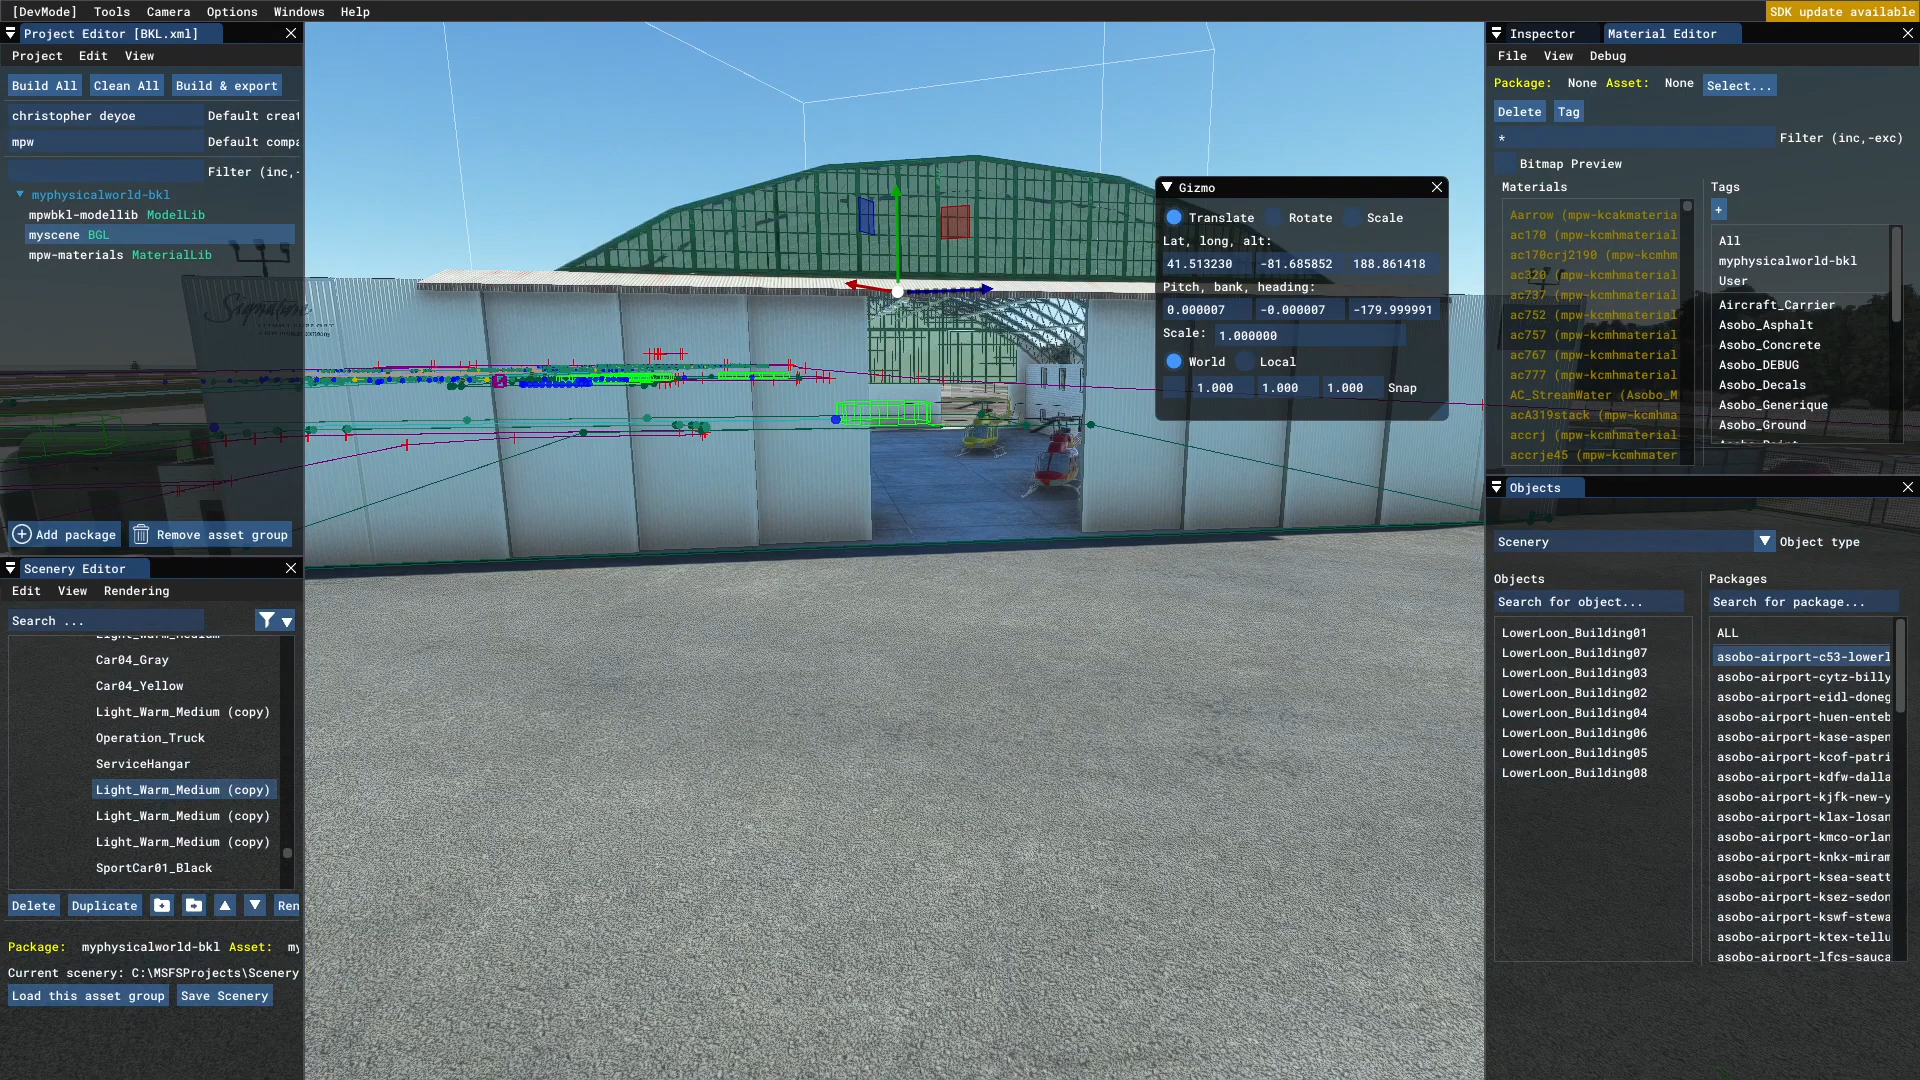 [DevMode] Tools Camera Options Windows Help
SDK update available
Project Editor [BKL.xml]
Project Edit View
Build All Clean All Build & export
christopher deyoe Default creat
mpw Default compa
Filter (inc,-
myphysicalworld-bkl
mpwbkl-modellib ModelLib
myscene BGL
mpw-materials MaterialLib
Add package Remove asset group
Scenery Editor
Edit View Rendering
Search ...
Light_Warm_Medium
Car04_Gray
Car04_Yellow
Light_Warm_Medium (copy)
Operation_Truck
ServiceHangar
Light_Warm_Medium (copy)
Light_Warm_Medium (copy)
Light_Warm_Medium (copy)
SportCar01_Black
Delete Duplicate Ren
Package: myphysicalworld-bkl Asset: my
Current scenery: C:\MSFSProjects\Scenery
Load this asset group Save Scenery
Signature
Gizmo
Translate Rotate Scale
Lat, long, alt:
41.513230 -81.685852 188.861418
Pitch, bank, heading:
0.000007 -0.000007 -179.999991
Scale: 1.000000
World Local
1.000 1.000 1.000 Snap
Inspector Material Editor
File View Debug
Package: None Asset: None Select...
Delete Tag
* Filter (inc,-exc)
Bitmap Preview
Materials
Aarrow (mpw-kcakmateria
ac170 (mpw-kcmhmaterial
ac170crj2190 (mpw-kcmhm
ac320 (mpw-kcmhmaterial
ac737 (mpw-kcmhmaterial
ac752 (mpw-kcmhmaterial
ac757 (mpw-kcmhmaterial
ac767 (mpw-kcmhmaterial
ac777 (mpw-kcmhmaterial
AC_StreamWater (Asobo_M
acA319stack (mpw-kcmhma
accrj (mpw-kcmhmaterial
accrje45 (mpw-kcmhmater
Tags
+
All
myphysicalworld-bkl
User
Aircraft_Carrier
Asobo_Asphalt
Asobo_Concrete
Asobo_DEBUG
Asobo_Decals
Asobo_Generique
Asobo_Ground
Objects
Scenery Object type
Objects
Search for object...
LowerLoon_Building01
LowerLoon_Building07
LowerLoon_Building03
LowerLoon_Building02
LowerLoon_Building04
LowerLoon_Building06
LowerLoon_Building05
LowerLoon_Building08
Packages
Search for package...
ALL
asobo-airport-c53-lowerl
asobo-airport-cytz-billy
asobo-airport-eidl-doneg
asobo-airport-huen-enteb
asobo-airport-kase-aspen
asobo-airport-kcof-patri
asobo-airport-kdfw-dalla
asobo-airport-kjfk-new-y
asobo-airport-klax-losan
asobo-airport-kmco-orlan
asobo-airport-knkx-miram
asobo-airport-ksea-seatt
asobo-airport-ksez-sedon
asobo-airport-kswf-stewa
asobo-airport-ktex-tellu
asobo-airport-lfcs-sauca